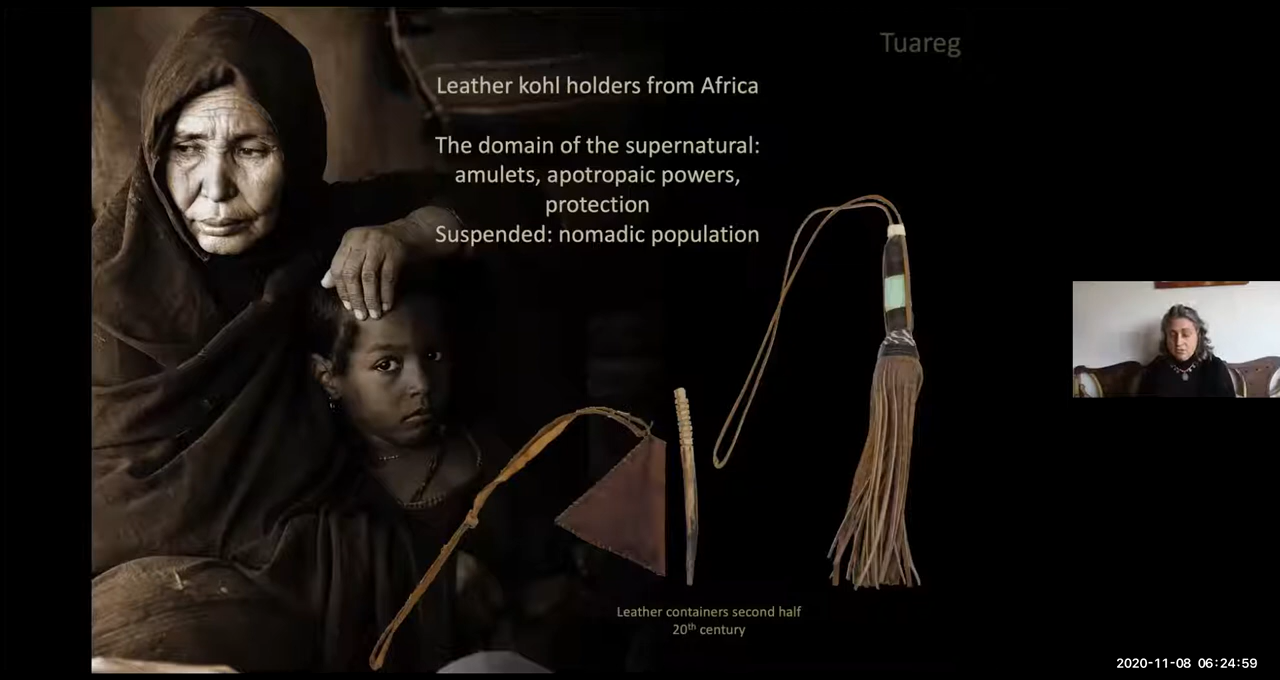 Tuareg
Leather kohl holders from Africa
The domain of the supernatural:
amulets, apotropaic powers,
protection
Suspended: nomadic population
Leather containers second half
20th century
2020-11-08 06:24:59